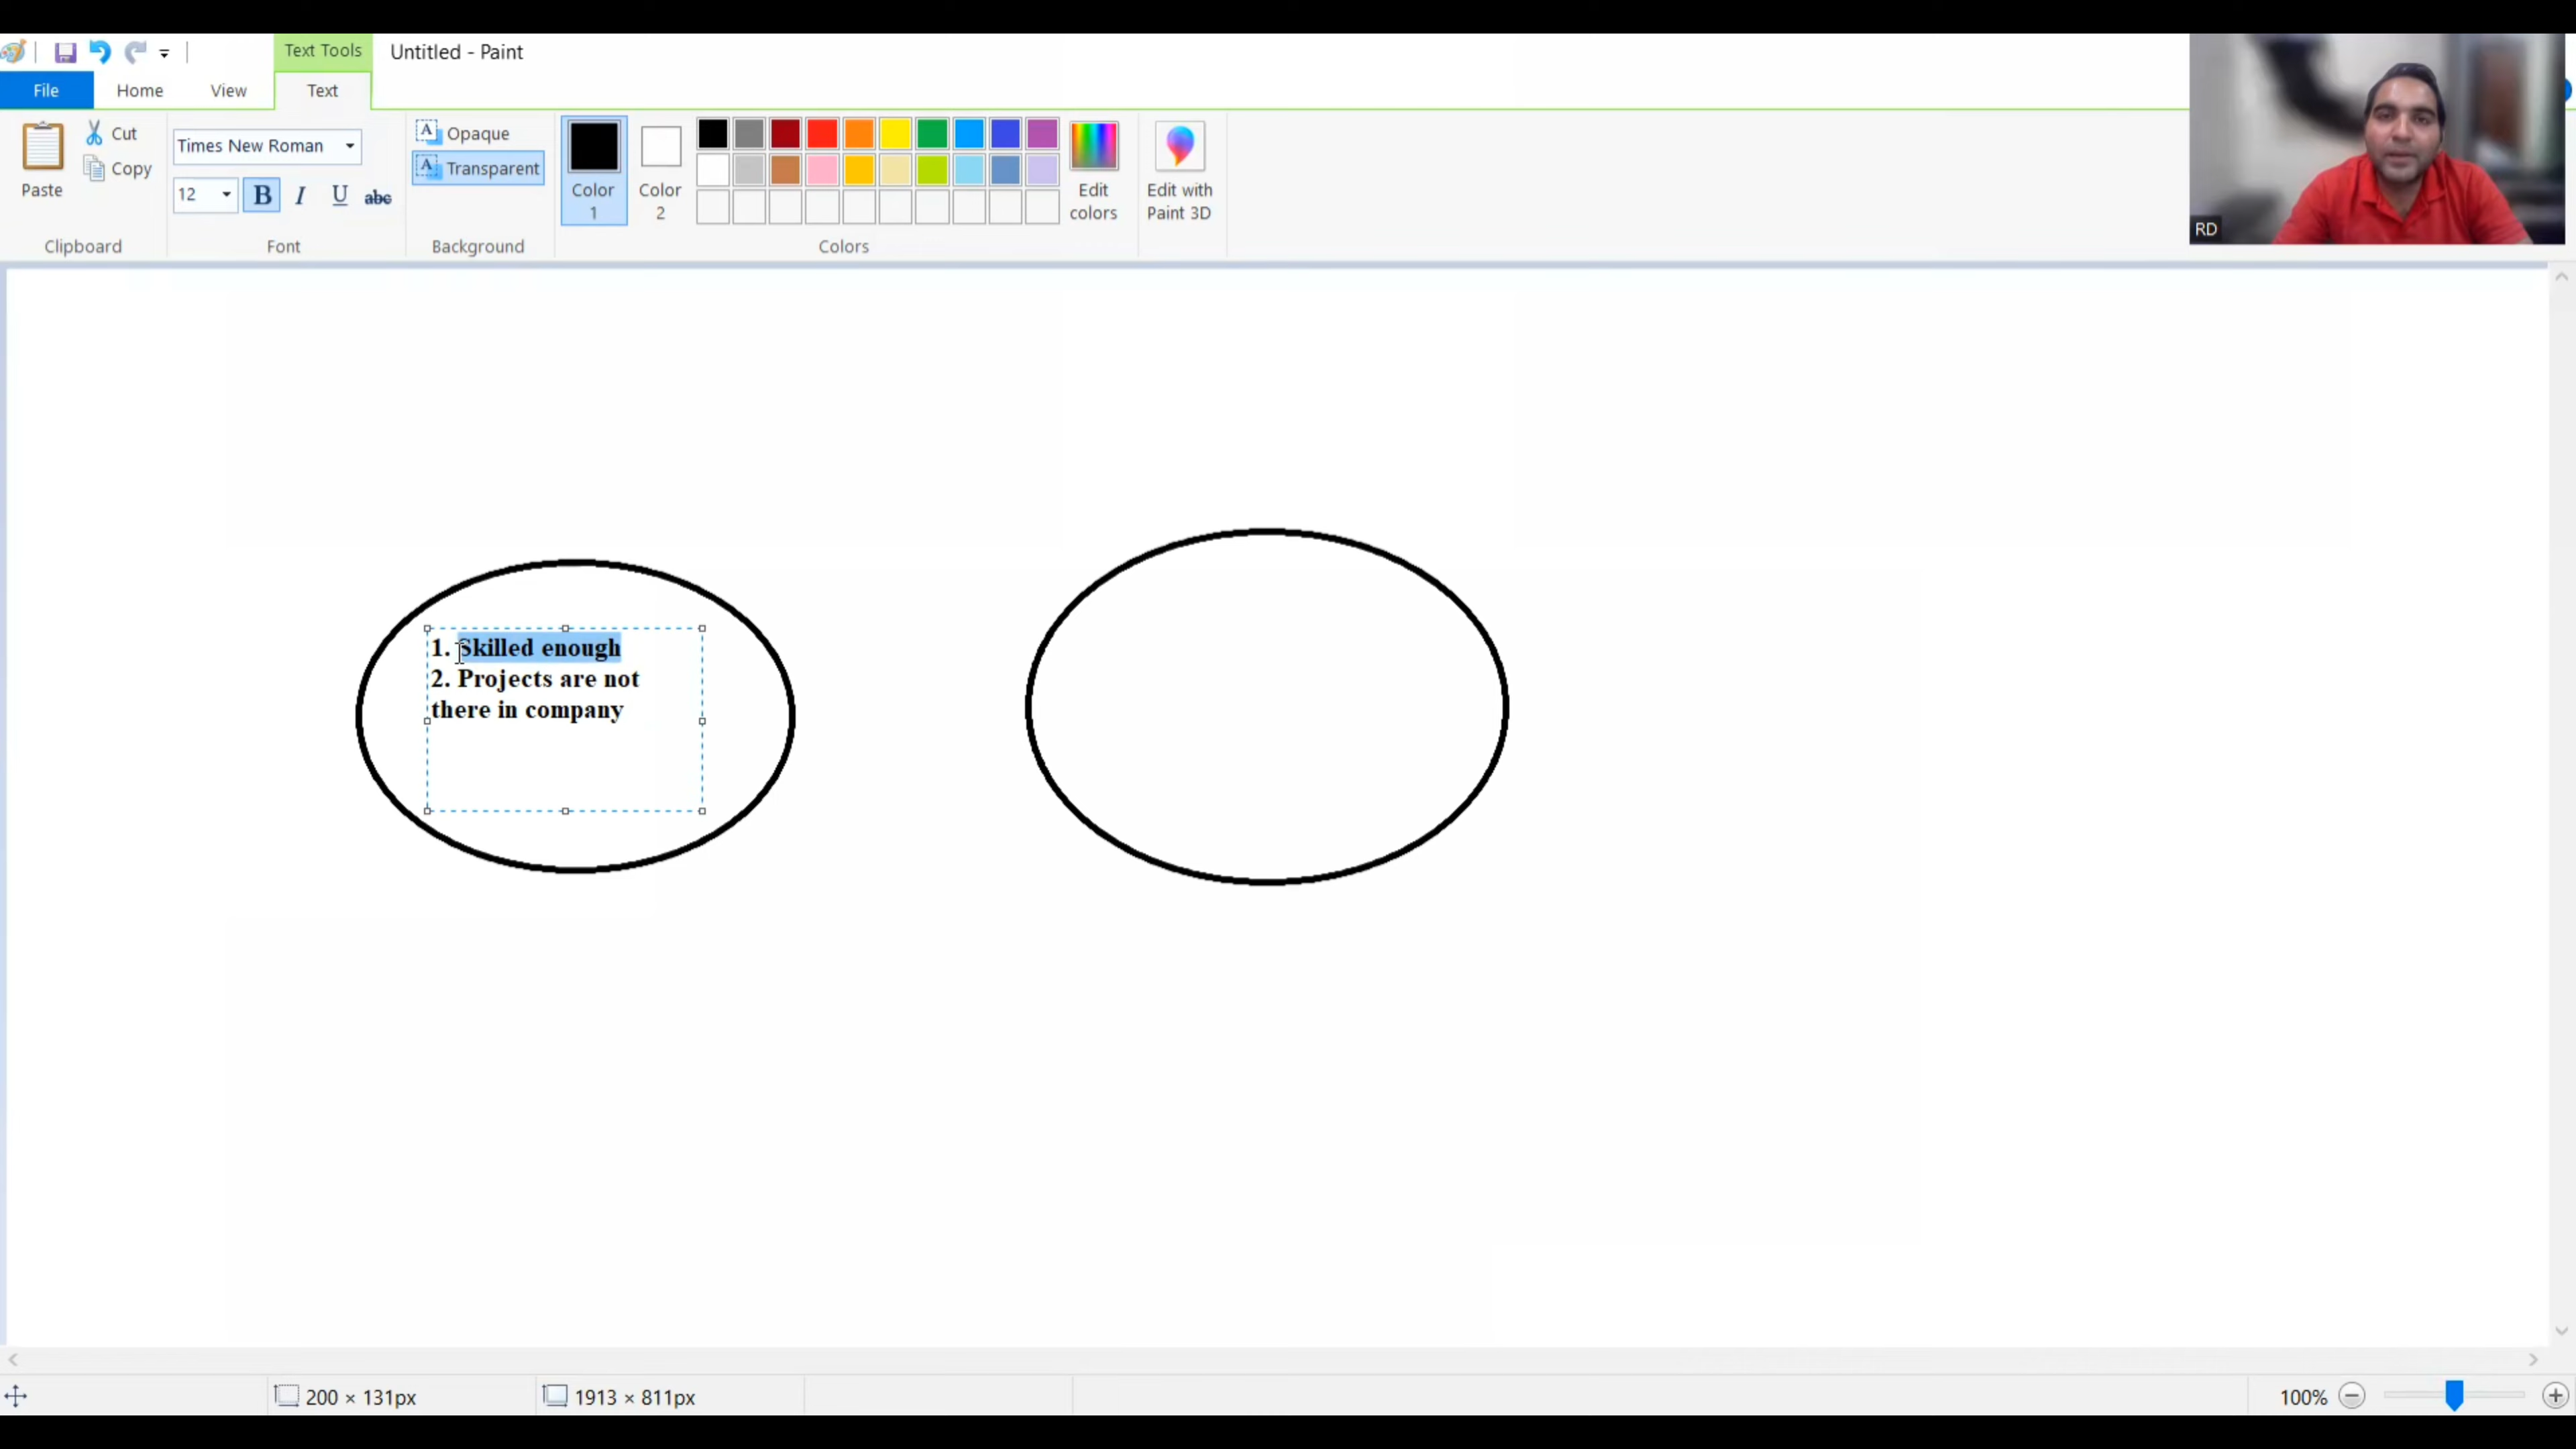 Text Tools
Untitled - Paint
File
Home
View
Text
Paste
Cut
Copy
Clipboard
Times New Roman
12
B I U abc
Font
Opaque
Transparent
Background
Color 1
Color 2
Colors
Edit colors
Edit with Paint 3D
RD
1. Skilled enough
2. Projects are not
there in company
200 × 131px
1913 × 811px
100%